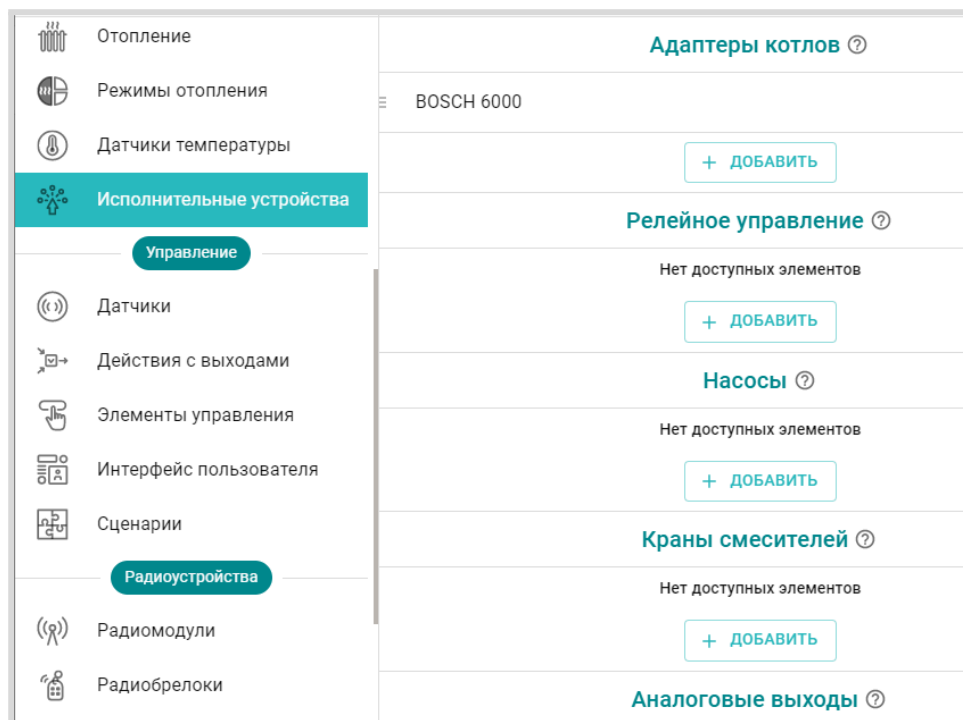 Отопление
Режимы отопления
Датчики температуры
Исполнительные устройства
Управление
Датчики
Действия с выходами
Элементы управления
Интерфейс пользователя
Сценарии
Радиоустройства
Радиомодули
Радиобрелоки
Адаптеры котлов ?
BOSCH 6000
+ ДОБАВИТЬ
Релейное управление ?
Нет доступных элементов
+ ДОБАВИТЬ
Насосы ?
Нет доступных элементов
+ ДОБАВИТЬ
Краны смесителей ?
Нет доступных элементов
+ ДОБАВИТЬ
Аналоговые выходы ?